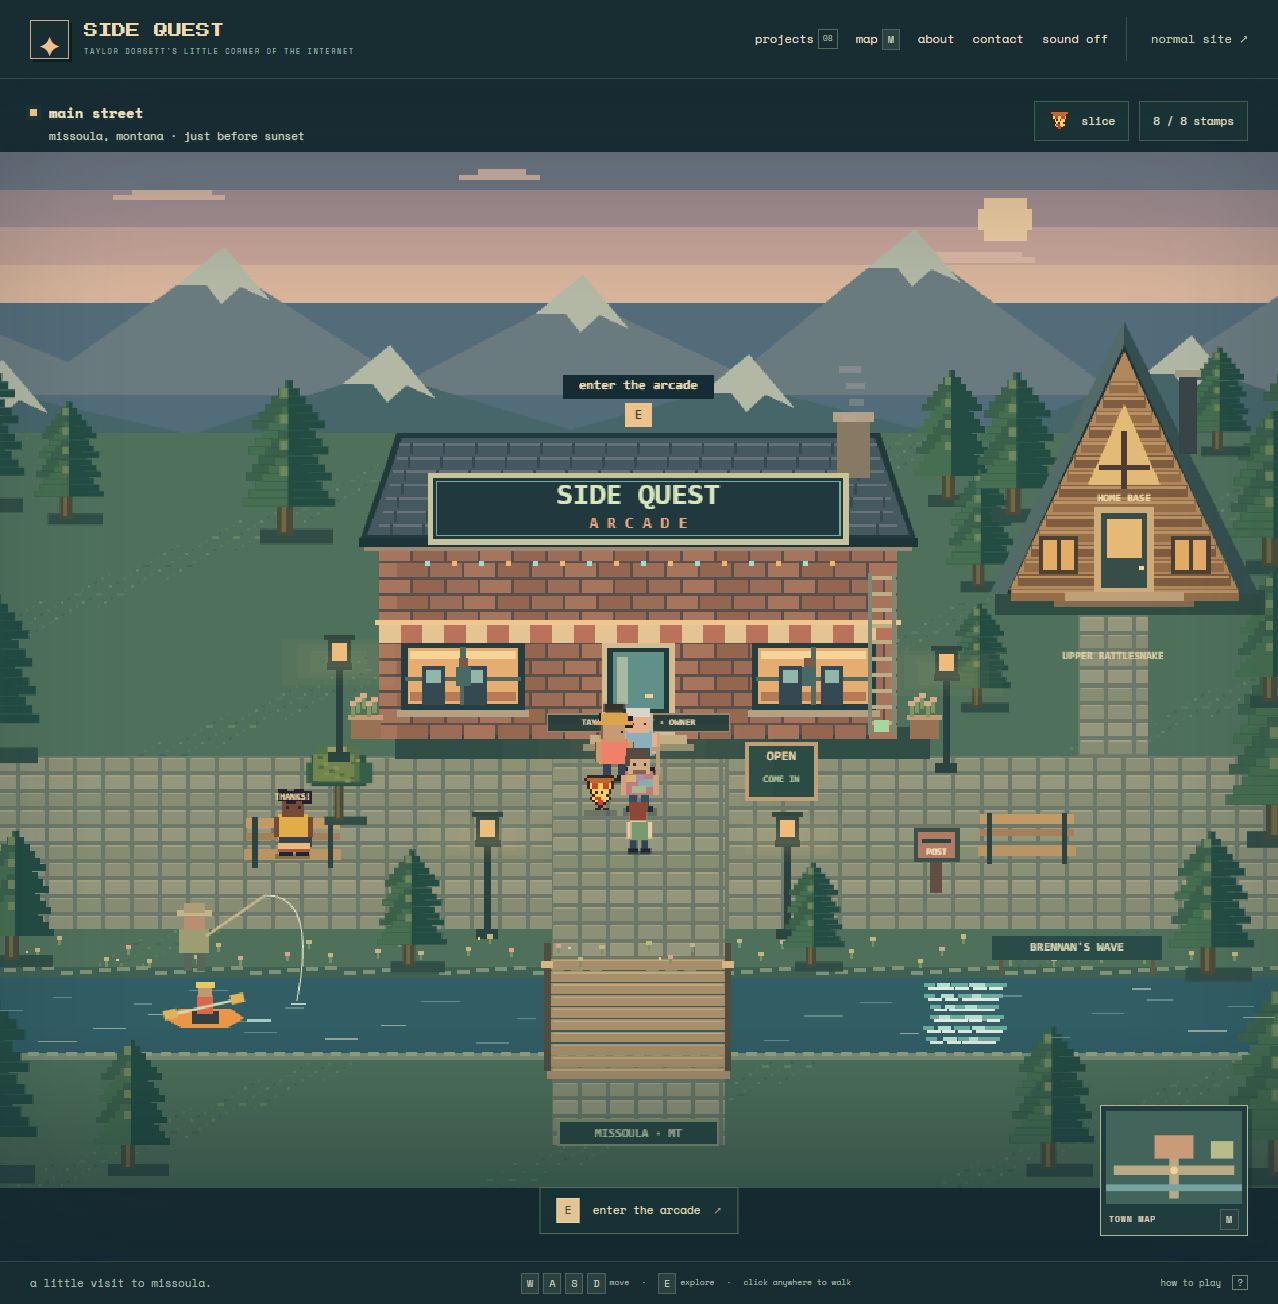 SIDE QUEST
TAYLOR DORSETT'S LITTLE CORNER OF THE INTERNET
projects 08 map M about contact sound off normal site ↗
main street
missoula, montana · just before sunset
slice
8 / 8 stamps
enter the arcade
E
SIDE QUEST
ARCADE
HOME BASE
UPPER RATTLESNAKE
· OWNER
OPEN
COME IN
THANKS!
POST
BRENNAN'S WAVE
MISSOULA · MT
E enter the arcade ↗
TOWN MAP M
a little visit to missoula.
W A S D move · E explore · click anywhere to walk
how to play ?